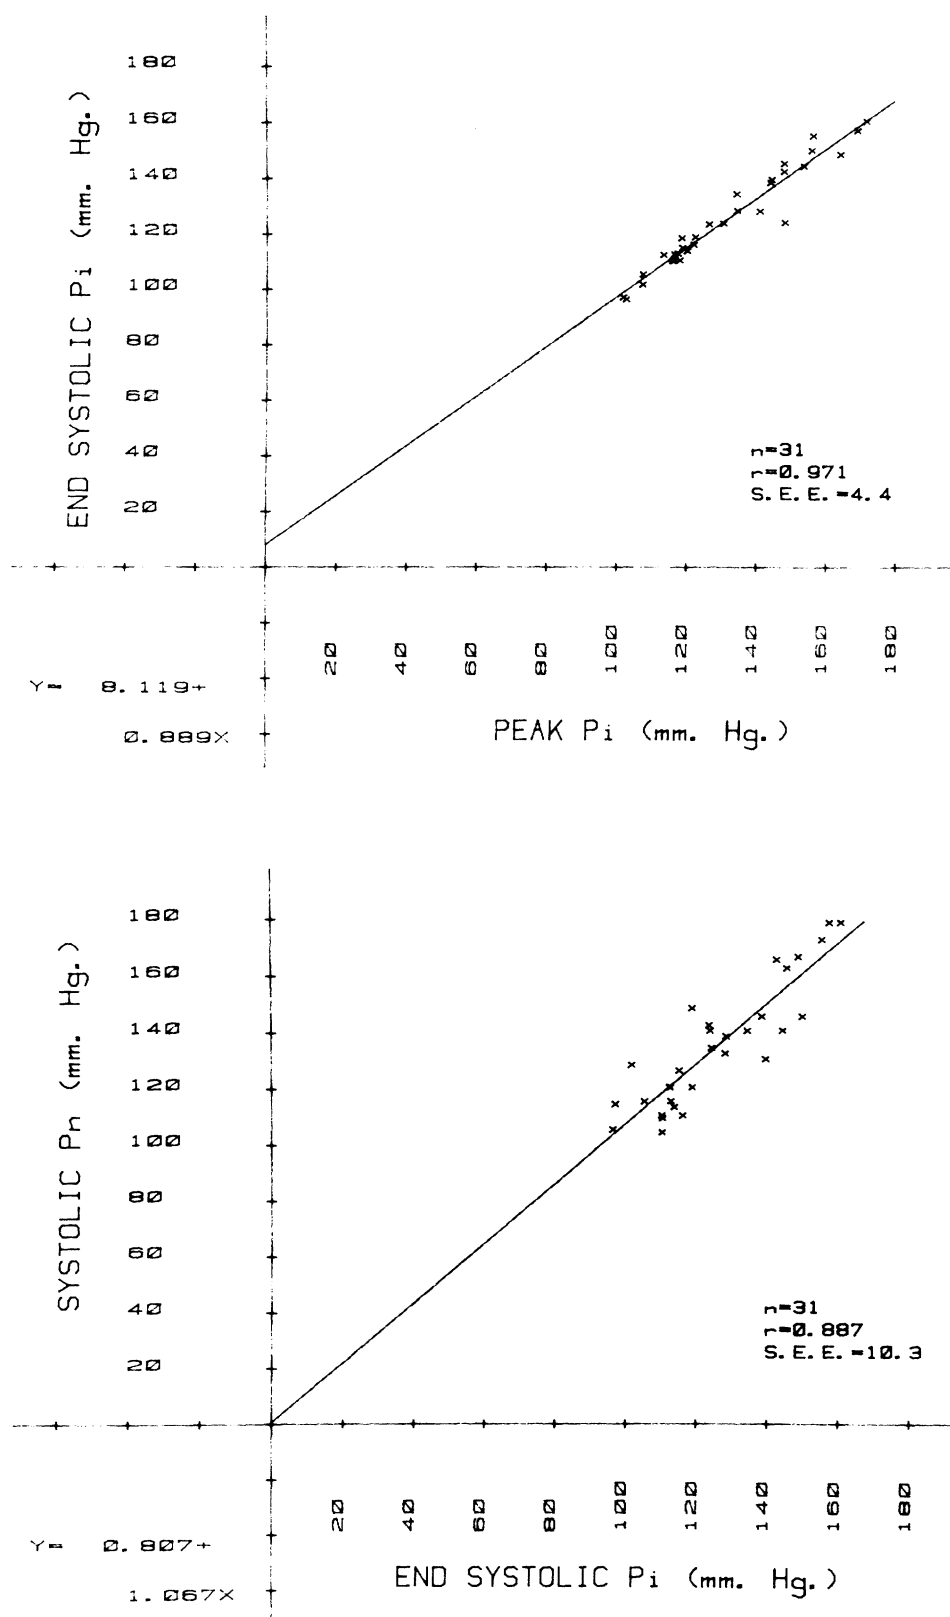 180
160
140
120
100
80
60
40
20
END SYSTOLIC Pi (mm. Hg.)
n=31
r=0.971
S.E.E.=4.4
20 40 60 80 100 120 140 160 180
Y= 8.119+
0.889X
PEAK Pi (mm. Hg.)
180
160
140
120
100
80
60
40
20
SYSTOLIC Pn (mm. Hg.)
n=31
r=0.887
S.E.E.=10.3
20 40 60 80 100 120 140 160 180
Y= 0.807+
1.067X
END SYSTOLIC Pi (mm. Hg.)